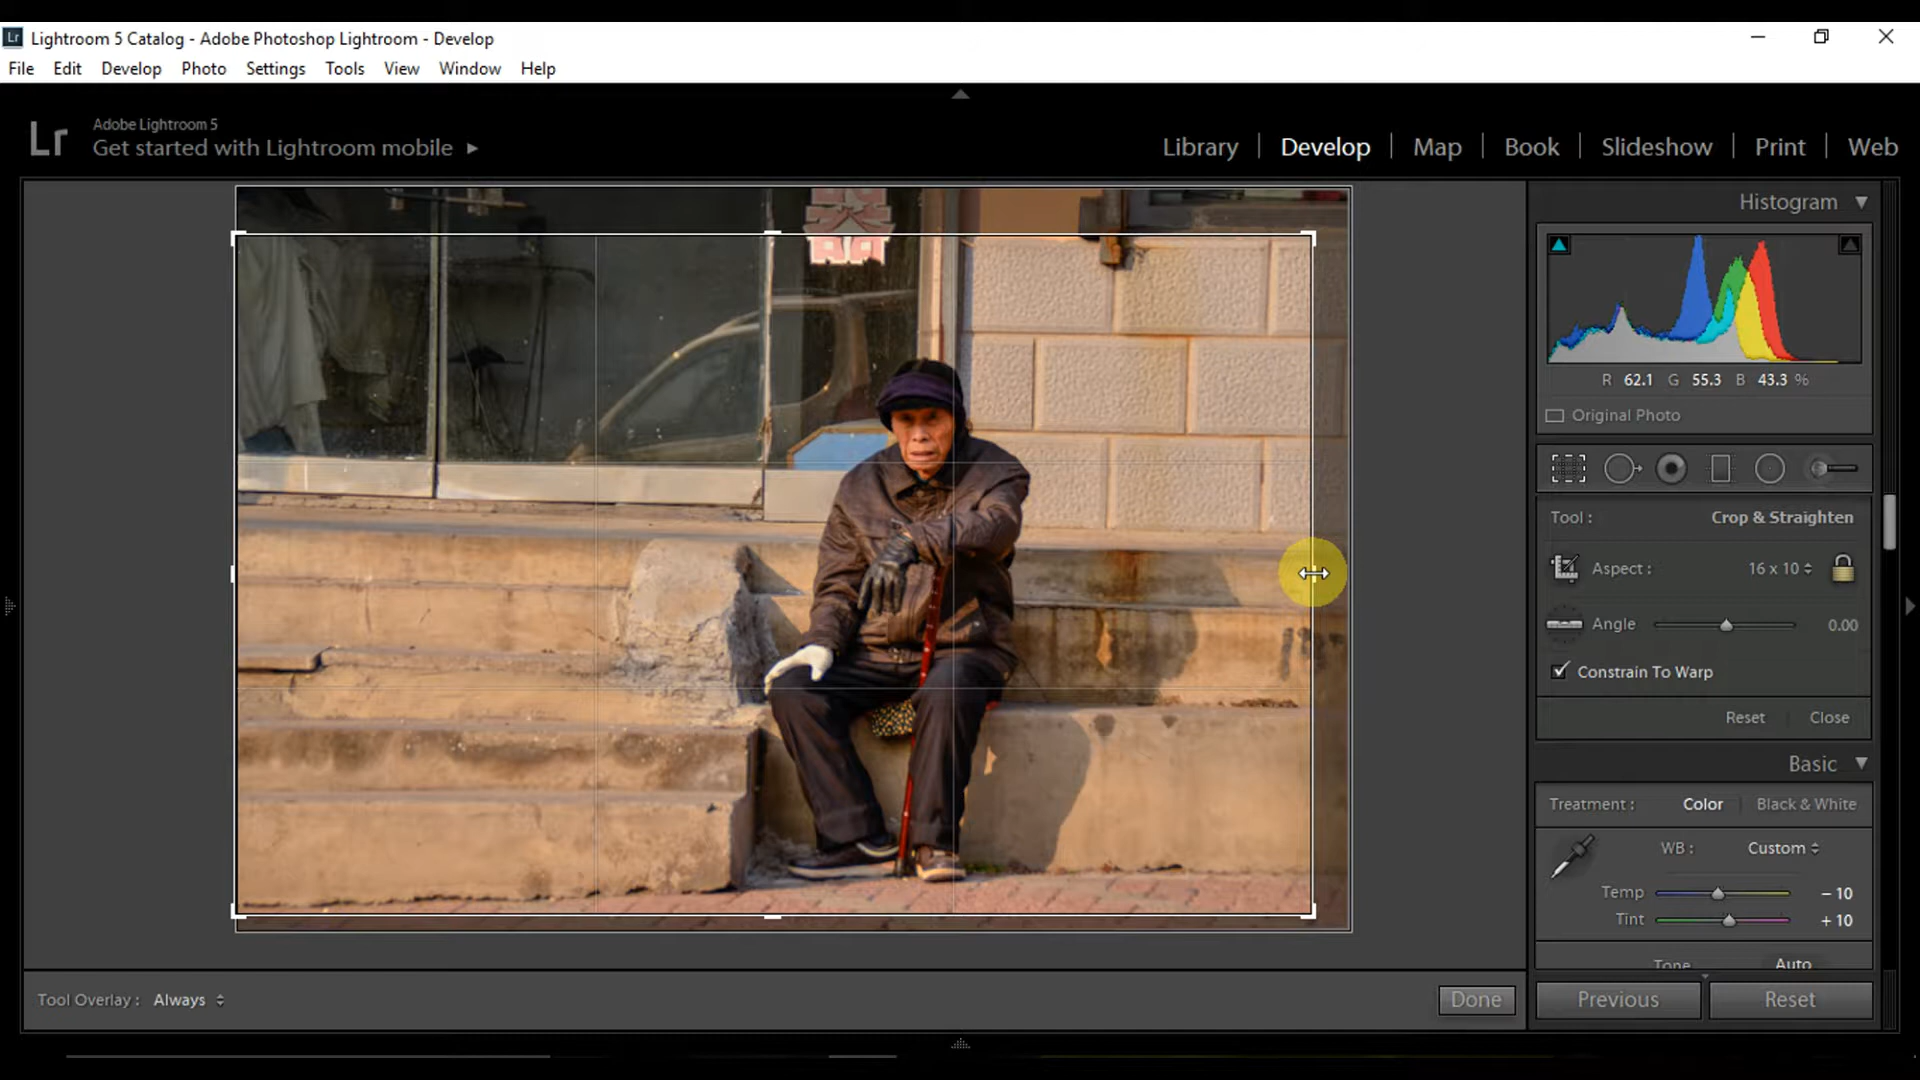 Lr Lightroom 5 Catalog - Adobe Photoshop Lightroom - Develop
File Edit Develop Photo Settings Tools View Window Help
Lr Adobe Lightroom 5
Get started with Lightroom mobile
Library | Develop | Map | Book | Slideshow | Print | Web
Histogram
R 62.1 G 55.3 B 43.3 %
Original Photo
Tool : Crop & Straighten
Aspect : 16 x 10
Angle 0.00
Constrain To Warp
Reset Close
Basic
Treatment : Color Black & White
WB : Custom
Temp – 10
Tint + 10
Tone Auto
Tool Overlay : Always Done Previous Reset